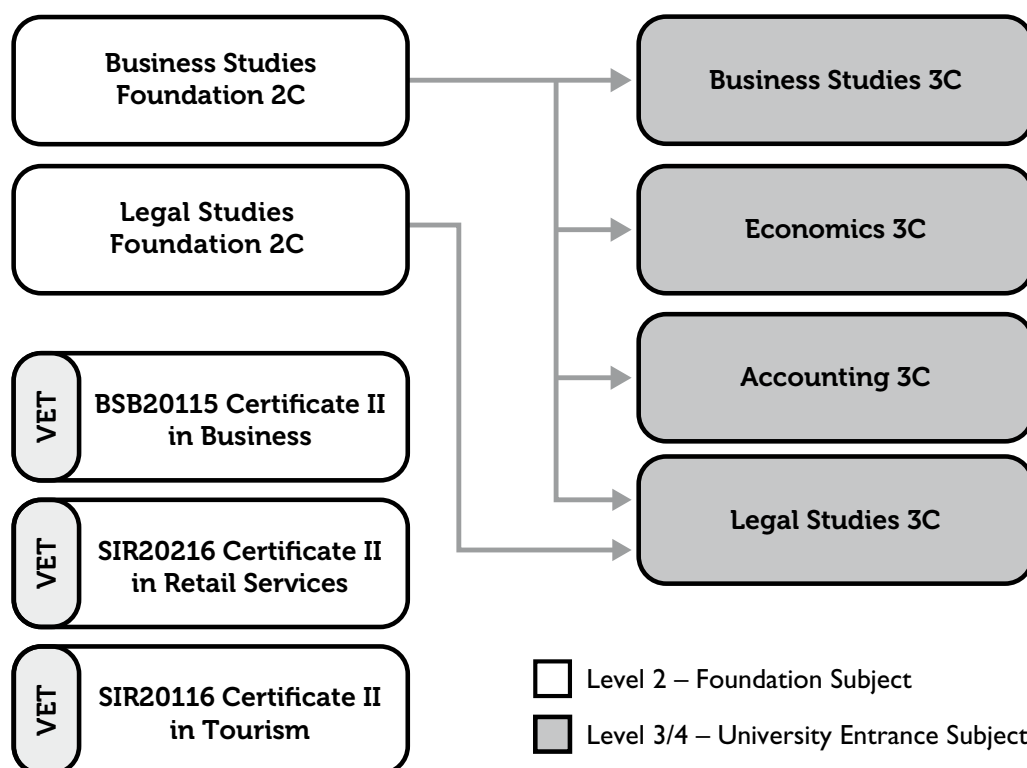 Business Studies
Foundation 2C
Legal Studies
Foundation 2C
VET
BSB20115 Certificate II
in Business
VET
SIR20216 Certificate II
in Retail Services
VET
SIR20116 Certificate II
in Tourism
Business Studies 3C
Economics 3C
Accounting 3C
Legal Studies 3C
Level 2 – Foundation Subject
Level 3/4 – University Entrance Subject